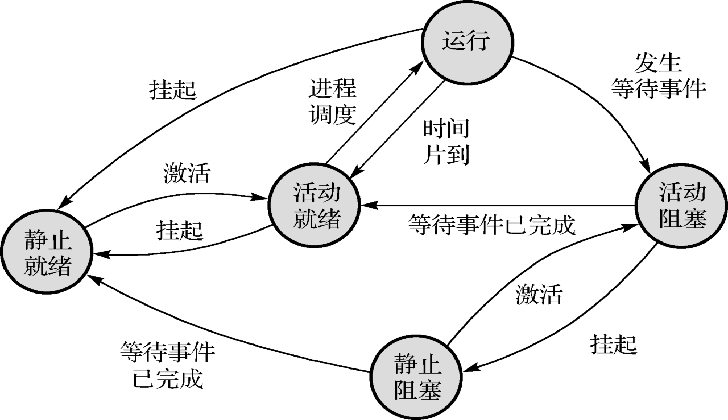 运行
挂起
进程
调度
发生
等待事件
时间
片到
激活
活动
就绪
活动
阻塞
挂起
等待事件已完成
静止
就绪
激活
挂起
等待事件
已完成
静止
阻塞